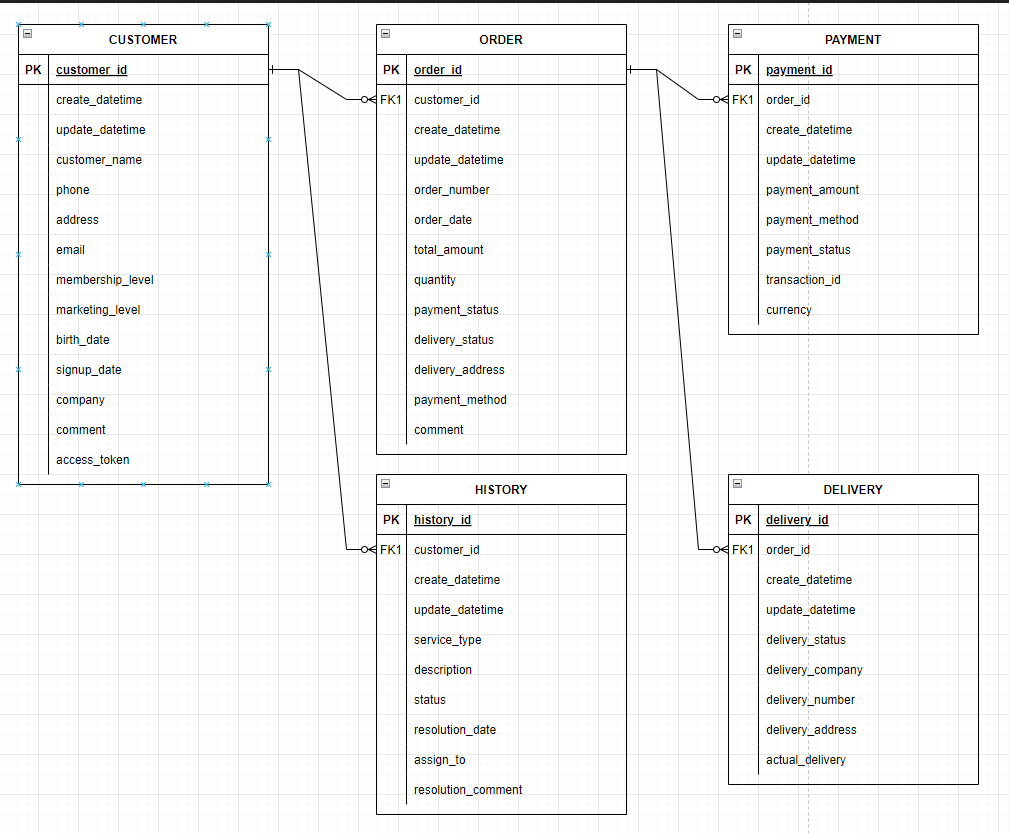 CUSTOMER
PK customer_id
create_datetime
update_datetime
customer_name
phone
address
email
membership_level
marketing_level
birth_date
signup_date
company
comment
access_token
ORDER
PK order_id
FK1 customer_id
create_datetime
update_datetime
order_number
order_date
total_amount
quantity
payment_status
delivery_status
delivery_address
payment_method
comment
PAYMENT
PK payment_id
FK1 order_id
create_datetime
update_datetime
payment_amount
payment_method
payment_status
transaction_id
currency
HISTORY
PK history_id
FK1 customer_id
create_datetime
update_datetime
service_type
description
status
resolution_date
assign_to
resolution_comment
DELIVERY
PK delivery_id
FK1 order_id
create_datetime
update_datetime
delivery_status
delivery_company
delivery_number
delivery_address
actual_delivery